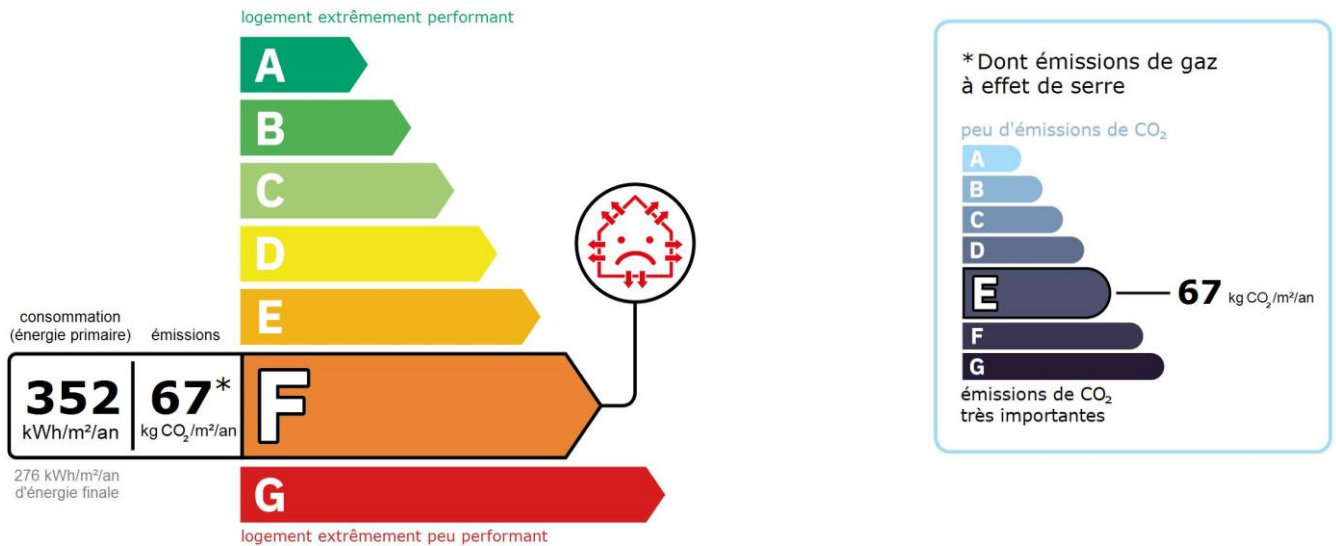 logement extrêmement performant
A
B
C
D
E
consommation
(énergie primaire)
émissions
352
kWh/m²/an
67*
kg CO₂/m²/an
F
276 kWh/m²/an
d'énergie finale
G
logement extrêmement peu performant
*Dont émissions de gaz
à effet de serre
peu d'émissions de CO₂
A
B
C
D
E
67 kg CO₂/m²/an
F
G
émissions de CO₂
très importantes